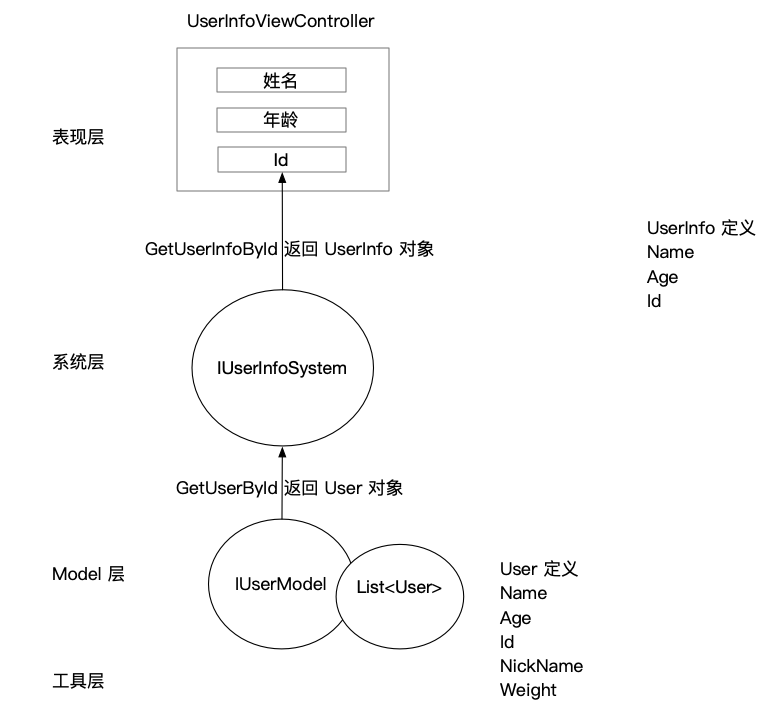 UserInfoViewController
姓名
年龄
Id
表现层
GetUserInfoById 返回 UserInfo 对象
UserInfo 定义
Name
Age
Id
系统层
IUserInfoSystem
GetUserById 返回 User 对象
Model 层
IUserModel
List<User>
User 定义
Name
Age
Id
NickName
Weight
工具层